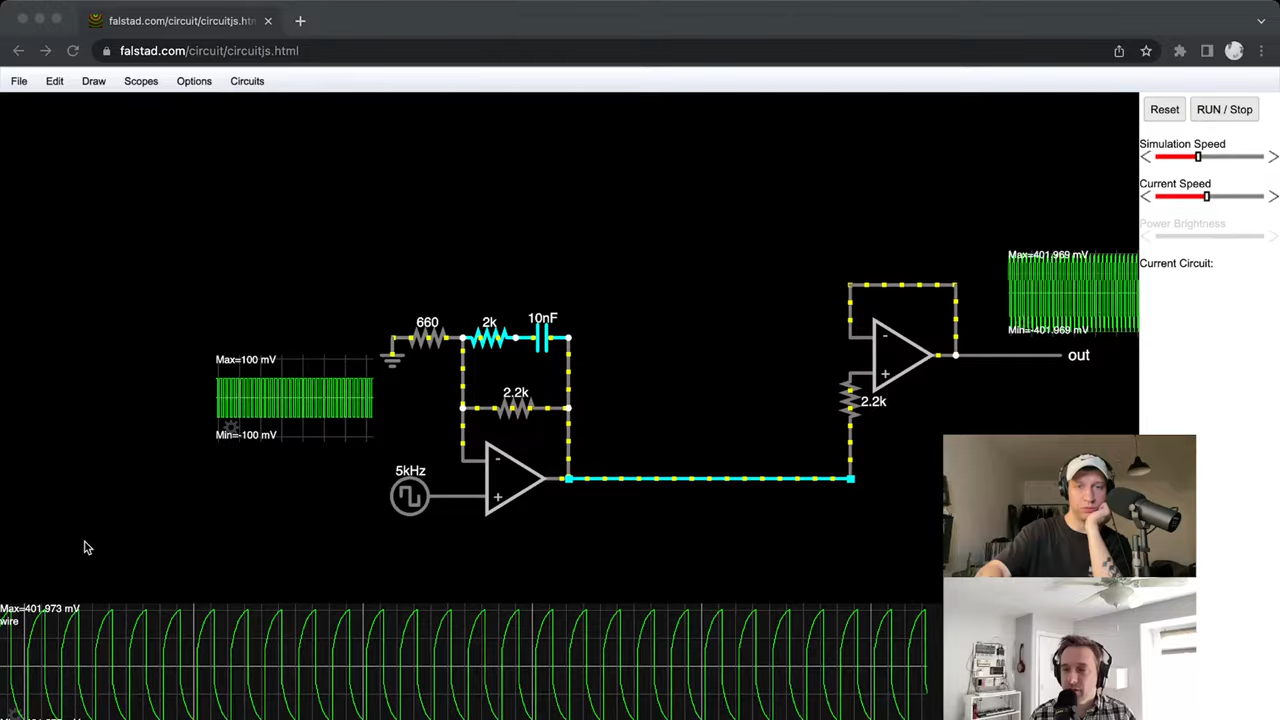 falstad.com/circuit/circuitjs.htm
falstad.com/circuit/circuitjs.html
File Edit Draw Scopes Options Circuits
Reset RUN / Stop
Simulation Speed
Current Speed
Power Brightness
Current Circuit:
Max=401.969 mV
Min=-401.969 mV
660 2k 10nF
Max=100 mV
Min=-100 mV
2.2k
5kHz
-
+
-
+
2.2k
out
Max=401.973 mV
wire